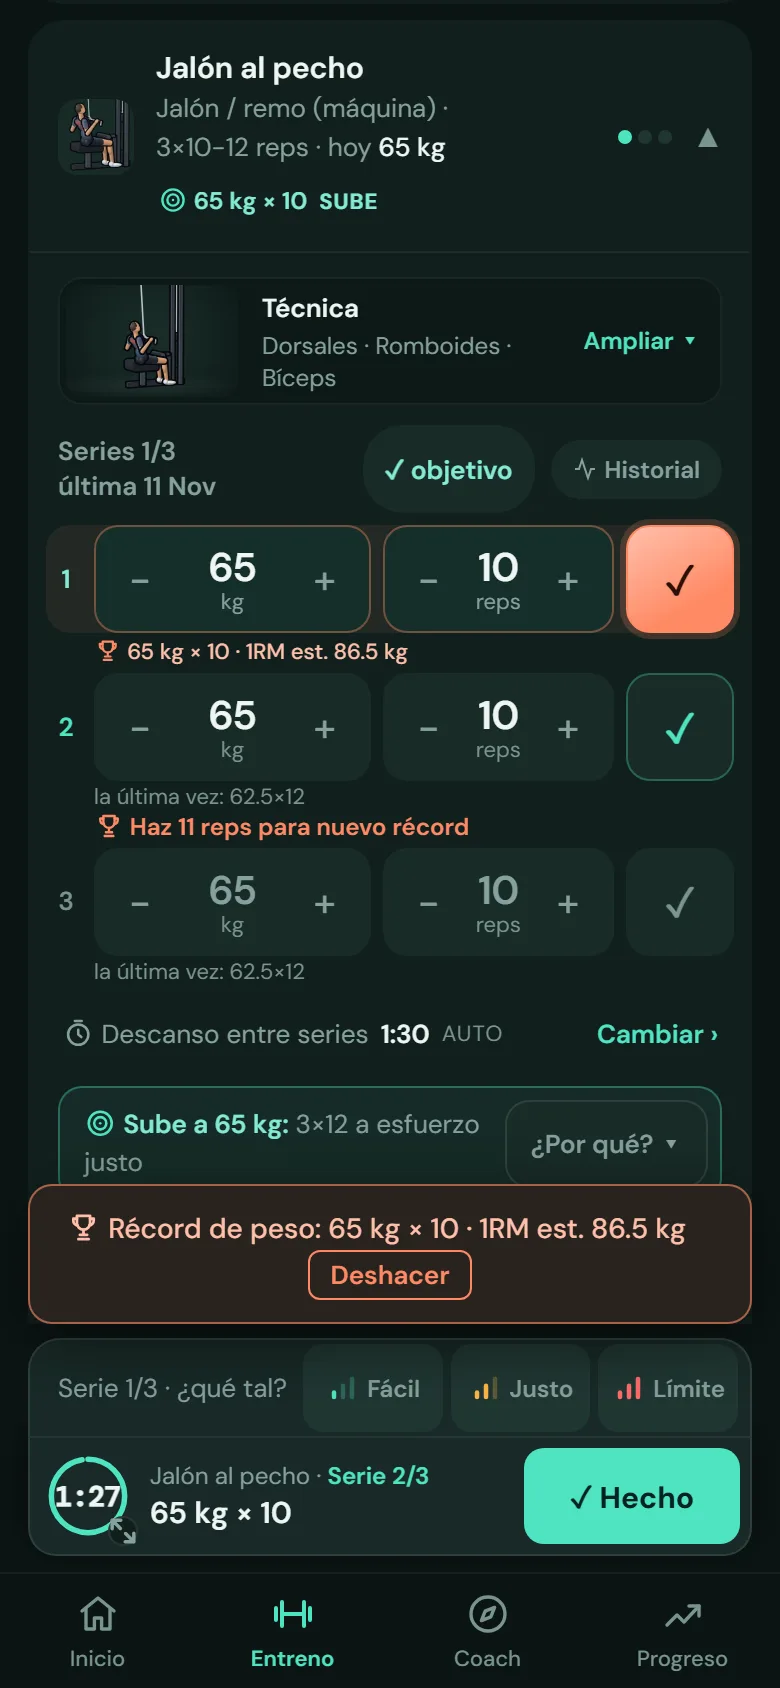 Jalón al pecho
Jalón / remo (máquina) ·
3×10–12 reps · hoy 65 kg
65 kg × 10 SUBE
Técnica
Dorsales · Romboides ·
Bíceps
Ampliar ▾
Series 1/3
última 11 Nov
✓ objetivo
Historial
1 − 65 kg + − 10 reps + ✓
65 kg × 10 · 1RM est. 86.5 kg
2 − 65 kg + − 10 reps + ✓
la última vez: 62.5×12
Haz 11 reps para nuevo récord
3 − 65 kg + − 10 reps + ✓
la última vez: 62.5×12
Descanso entre series 1:30 AUTO Cambiar ›
Sube a 65 kg: 3×12 a esfuerzo
justo
¿Por qué? ▾
Récord de peso: 65 kg × 10 · 1RM est. 86.5 kg
Deshacer
Serie 1/3 · ¿qué tal? Fácil Justo Límite
1:27
Jalón al pecho · Serie 2/3
65 kg × 10
✓ Hecho
Inicio Entreno Coach Progreso